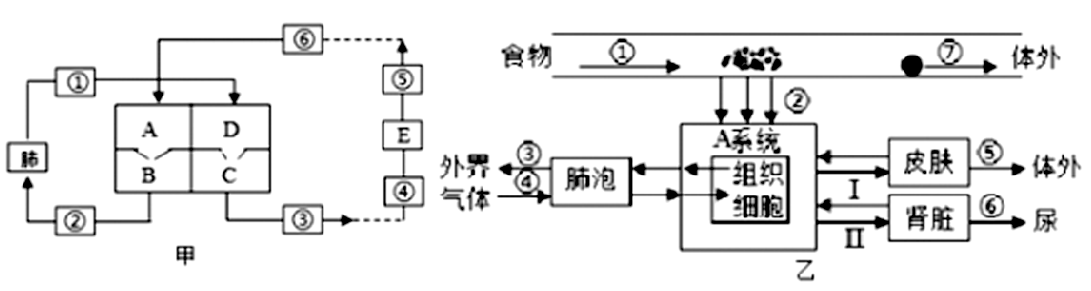 ⑥
①
⑤
A D
肺 E
B C
④
② ③
甲
食物 ① ⑦ 体外
②
A系统
外界 ③ 组织 皮肤 ⑤ 体外
气体 ④ 肺泡 细胞 I
肾脏 ⑥ 尿
II
乙